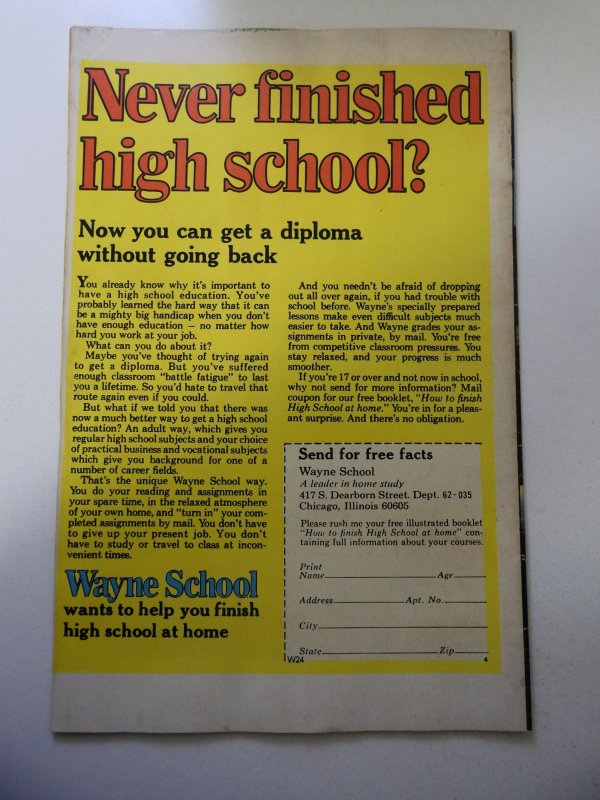 Never finished
high school?
Now you can get a diploma
without going back
You already know why it's important to
have a high school education. You've
probably learned the hard way that it can
be a mighty big handicap when you don't
have enough education — no matter how
hard you work at your job.
What can you do about it?
Maybe you've thought of trying again
to get a diploma. But you've suffered
enough classroom "battle fatigue" to last
you a lifetime. So you'd hate to travel that
route again even if you could.
But what if we told you that there was
now a much better way to get a high school
education? An adult way, which gives you
regular high school subjects and your choice
of practical business and vocational subjects
which give you background for one of a
number of career fields.
That's the unique Wayne School way.
You do your reading and assignments in
your spare time, in the relaxed atmosphere
of your own home, and "turn in" your com-
pleted assignments by mail. You don't have
to give up your present job. You don't
have to study or travel to class at incon-
venient times.
Wayne School
wants to help you finish
high school at home
And you needn't be afraid of dropping
out all over again, if you had trouble with
school before. Wayne's specially prepared
lessons make even difficult subjects much
easier to take. And Wayne grades your as-
signments in private, by mail. You're free
from competitive classroom pressures. You
stay relaxed, and your progress is much
smoother.
If you're 17 or over and not now in school,
why not send for more information? Mail
coupon for our free booklet, "How to finish
High School at home." You're in for a pleas-
ant surprise. And there's no obligation.
Send for free facts
Wayne School
A leader in home study
417 S. Dearborn Street. Dept. 62-035
Chicago, Illinois 60605
Please rush me your free illustrated booklet
"How to finish High School at home" con-
taining full information about your courses.
Print
Name Age
Address Apt. No.
City
State Zip
W24 4